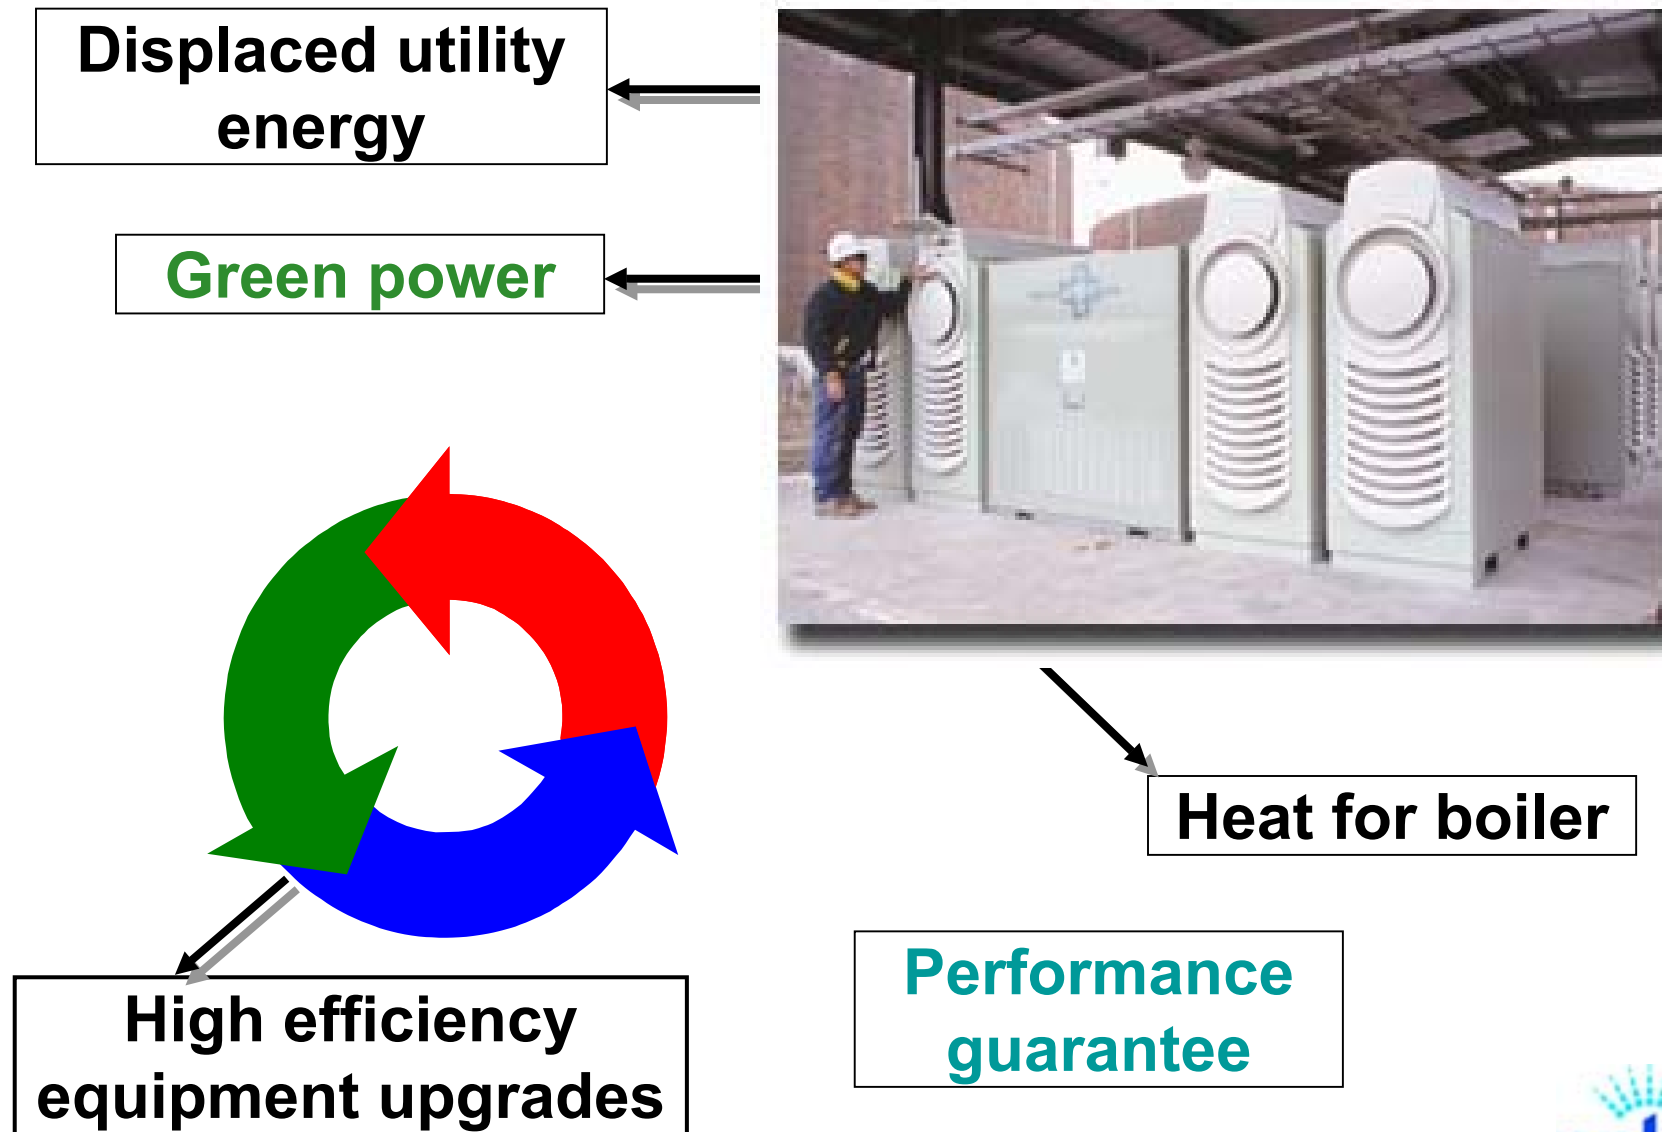 Displaced utility
energy
Green power
Heat for boiler
Performance
guarantee
High efficiency
equipment upgrades